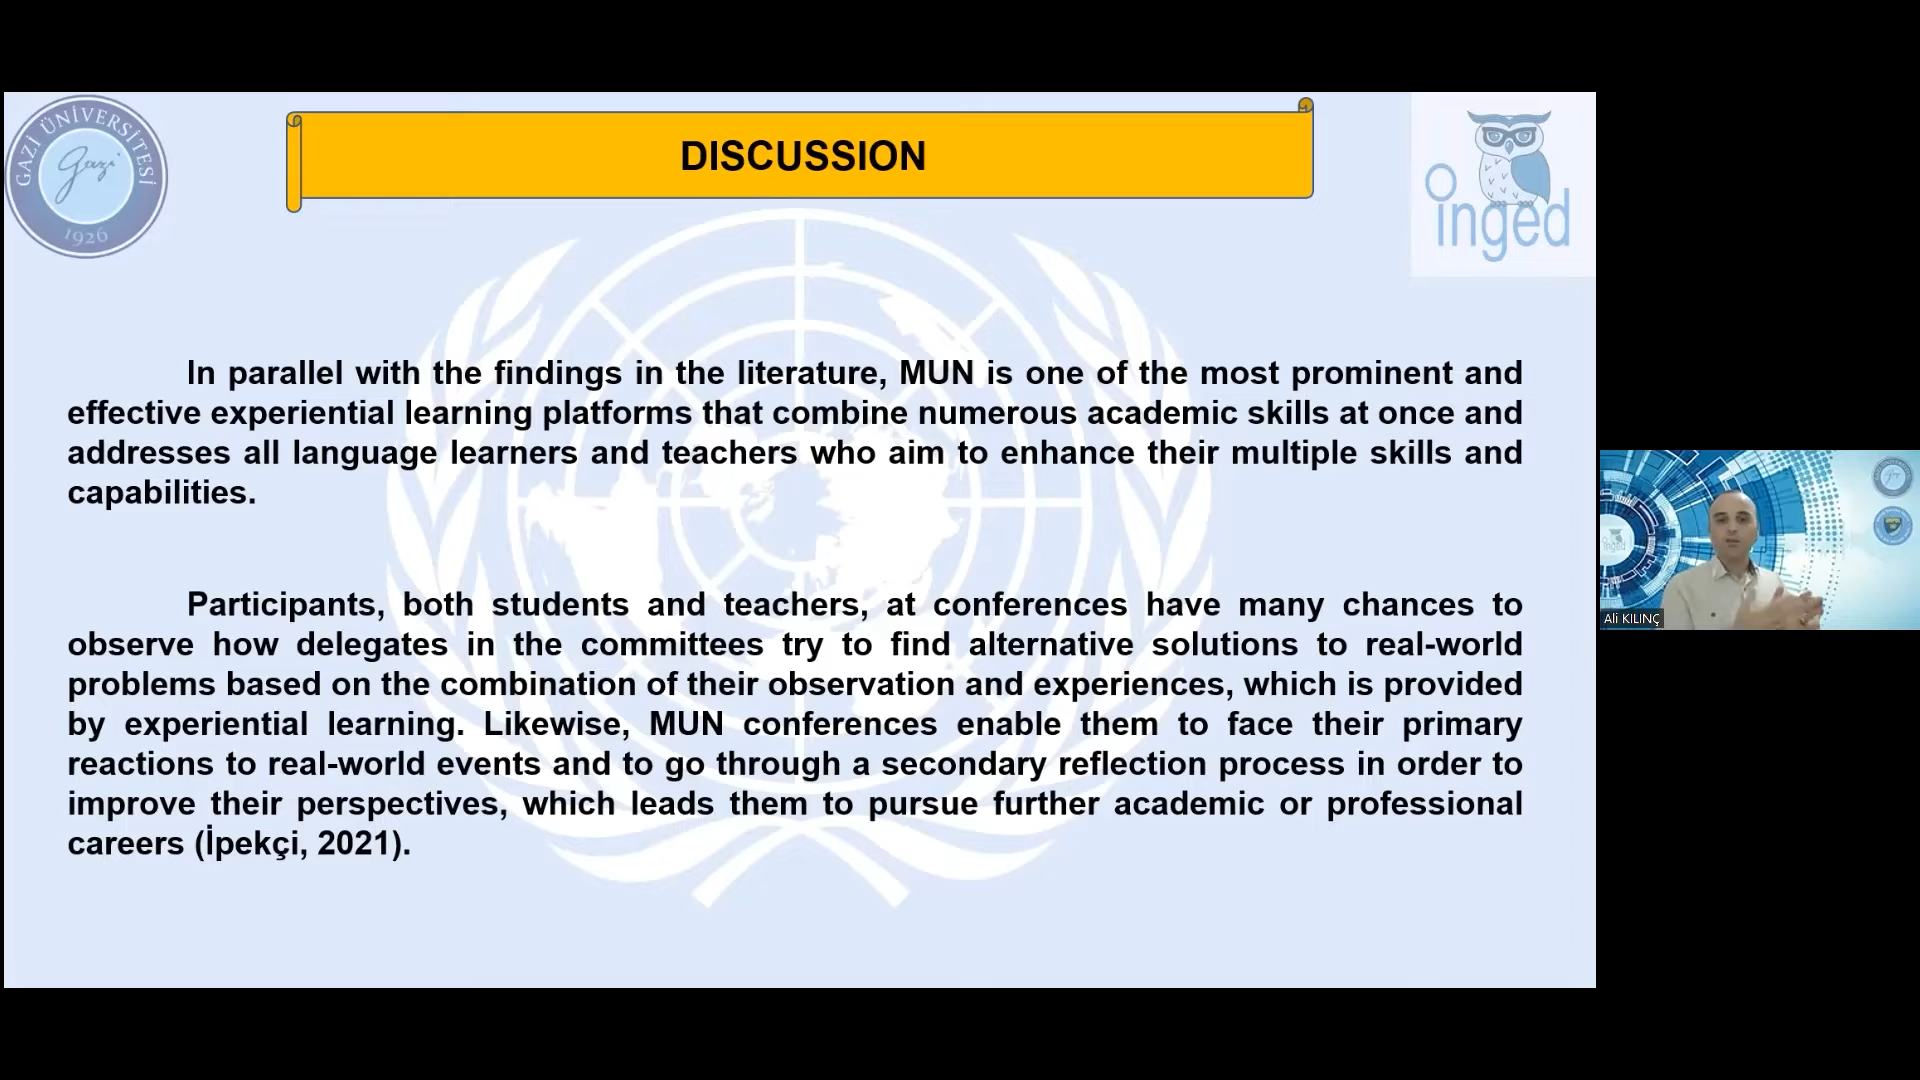 GAZİ ÜNİVERSİTESİ
Gazi
1926
DISCUSSION
inged
In parallel with the findings in the literature, MUN is one of the most prominent and
effective experiential learning platforms that combine numerous academic skills at once and
addresses all language learners and teachers who aim to enhance their multiple skills and
capabilities.
Participants, both students and teachers, at conferences have many chances to
observe how delegates in the committees try to find alternative solutions to real-world
problems based on the combination of their observation and experiences, which is provided
by experiential learning. Likewise, MUN conferences enable them to face their primary
reactions to real-world events and to go through a secondary reflection process in order to
improve their perspectives, which leads them to pursue further academic or professional
careers (İpekçi, 2021).
inged
Ali KILINÇ